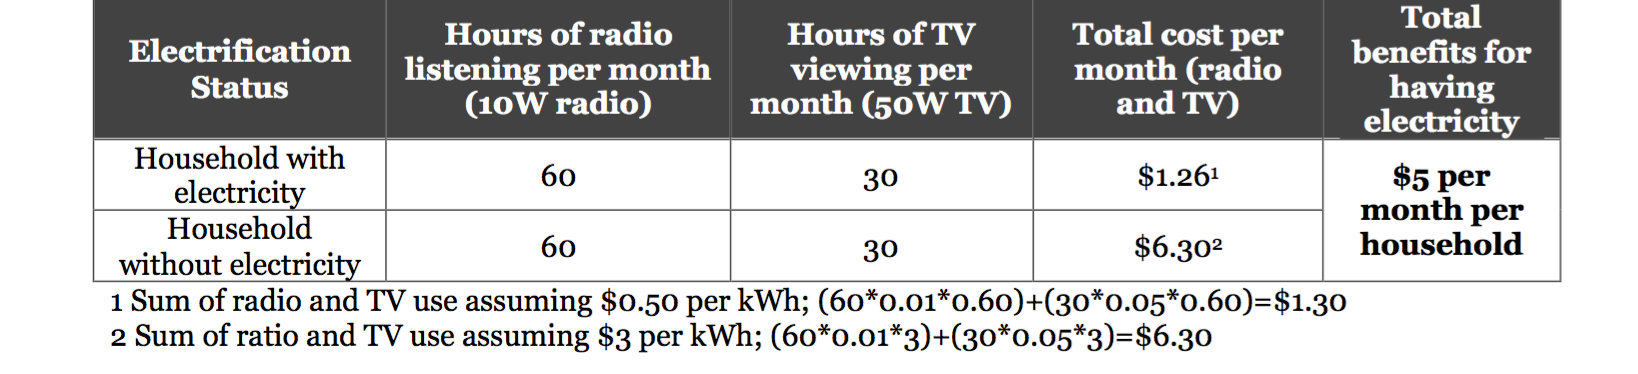 Electrification
Status
Hours of radio
listening per month
(10W radio)
Hours of TV
viewing per
month (50W TV)
Total cost per
month (radio
and TV)
Total
benefits for
having
electricity
Household with
electricity
60
30
$1.26¹
$5 per
month per
household
Household
without electricity
60
30
$6.30²
1 Sum of radio and TV use assuming $0.50 per kWh; (60*0.01*0.60)+(30*0.05*0.60)=$1.30
2 Sum of ratio and TV use assuming $3 per kWh; (60*0.01*3)+(30*0.05*3)=$6.30